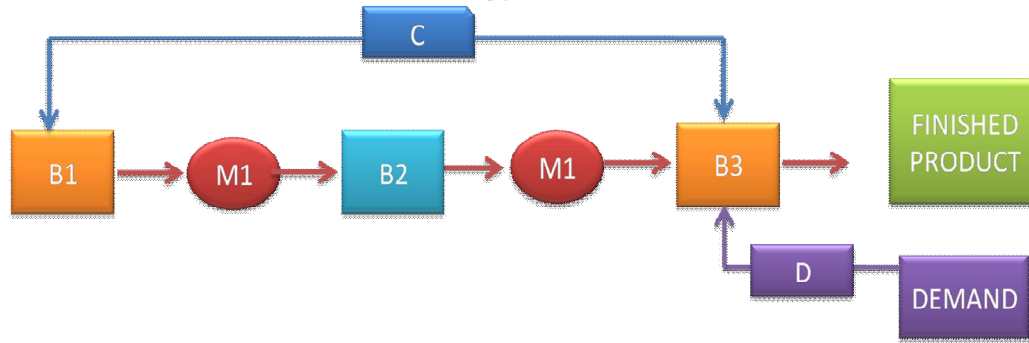 C
B1
M1
B2
M1
B3
FINISHED
PRODUCT
D
DEMAND